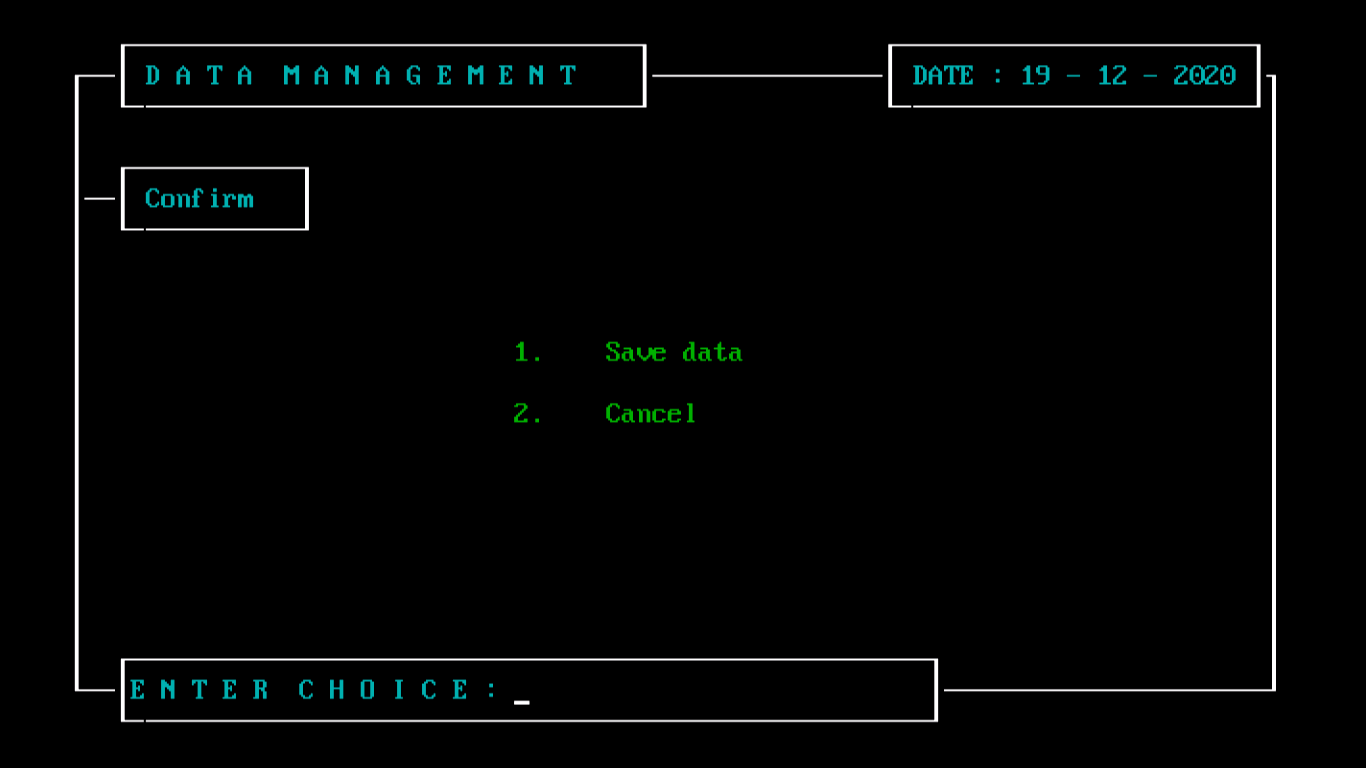 D A T A  M A N A G E M E N T
DATE : 19 - 12 - 2020
Confirm
1. Save data
2. Cancel
E N T E R  C H O I C E : _